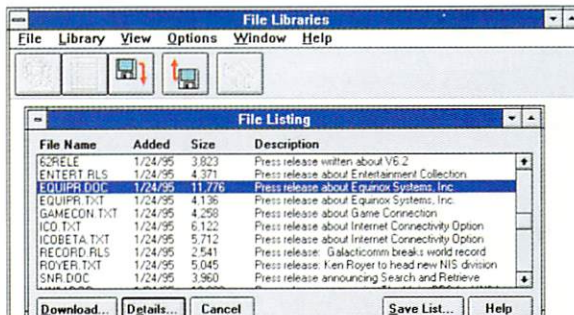 File Libraries
File Library View Options Window Help
File Listing
File Name Added Size Description
62RELE 1/24/95 3,823 Press release written about V6.2
ENTERT.RLS 1/24/95 4,371 Press release about Entertainment Collection
EQUIPR.DOC 1/24/95 11,776 Press release about Equinox Systems, Inc.
EQUIPR.TXT 1/24/95 4,136 Press release about Equinox Systems, Inc.
GAMECON.TXT 1/24/95 4,258 Press release about Game Connection
ICO.TXT 1/24/95 6,122 Press release about Internet Connectivity Option
ICOBETA.TXT 1/24/95 5,712 Press release about Internet Connectivity Option
RECORD.RLS 1/24/95 2,541 Press release: Galacticomm breaks world record
ROYER.TXT 1/24/95 5,045 Press release: Ken Royer to head new NIS division
SNR.DOC 1/24/95 3,960 Press release announcing Search and Retrieve
Download... Details... Cancel Save List... Help